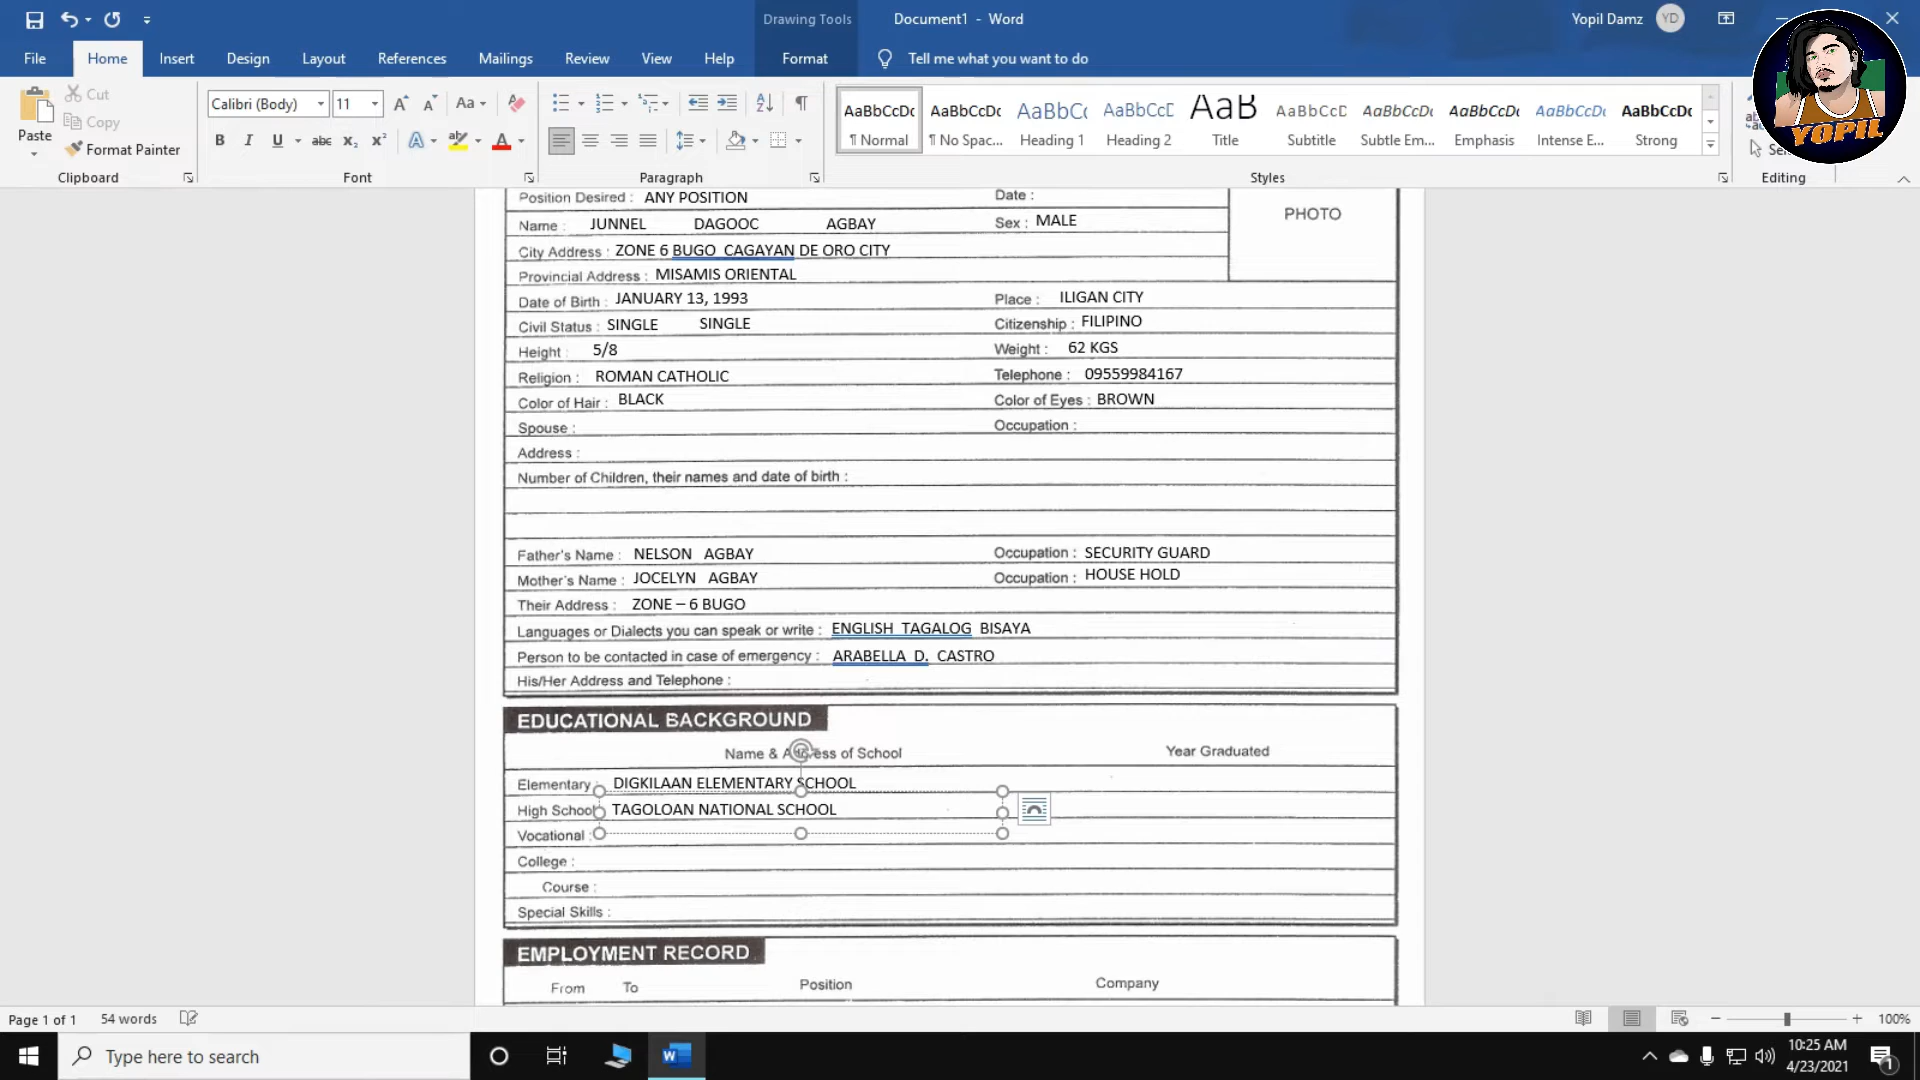 Drawing Tools
Document1 - Word
Yopil Damz
YD
File
Home
Insert
Design
Layout
References
Mailings
Review
View
Help
Format
Tell me what you want to do
Paste
Cut
Copy
Format Painter
Clipboard
Calibri (Body)
11
Font
Paragraph
AaBbCcDc
¶ Normal
AaBbCcDc
¶ No Spac...
AaBbCc
Heading 1
AaBbCcD
Heading 2
AaB
Title
AaBbCcD
Subtitle
AaBbCcDc
Subtle Em...
AaBbCcDc
Emphasis
AaBbCcDc
Intense E...
AaBbCcDc
Strong
Styles
Editing
YOPIL
Position Desired : ANY POSITION
Date :
PHOTO
Name : JUNNEL DAGOOC AGBAY
Sex : MALE
City Address : ZONE 6 BUGO CAGAYAN DE ORO CITY
Provincial Address : MISAMIS ORIENTAL
Date of Birth : JANUARY 13, 1993
Place : ILIGAN CITY
Civil Status : SINGLE SINGLE
Citizenship : FILIPINO
Height : 5/8
Weight : 62 KGS
Religion : ROMAN CATHOLIC
Telephone : 09559984167
Color of Hair : BLACK
Color of Eyes : BROWN
Spouse :
Occupation :
Address :
Number of Children, their names and date of birth :
Father's Name : NELSON AGBAY
Occupation : SECURITY GUARD
Mother's Name : JOCELYN AGBAY
Occupation : HOUSE HOLD
Their Address : ZONE – 6 BUGO
Languages or Dialects you can speak or write : ENGLISH TAGALOG BISAYA
Person to be contacted in case of emergency : ARABELLA D. CASTRO
His/Her Address and Telephone :
EDUCATIONAL BACKGROUND
Name & Address of School
Year Graduated
Elementary : DIGKILAAN ELEMENTARY SCHOOL
High School TAGOLOAN NATIONAL SCHOOL
Vocational
College :
Course :
Special Skills :
EMPLOYMENT RECORD
From To Position Company
Page 1 of 1
54 words
100%
Type here to search
10:25 AM
4/23/2021
1